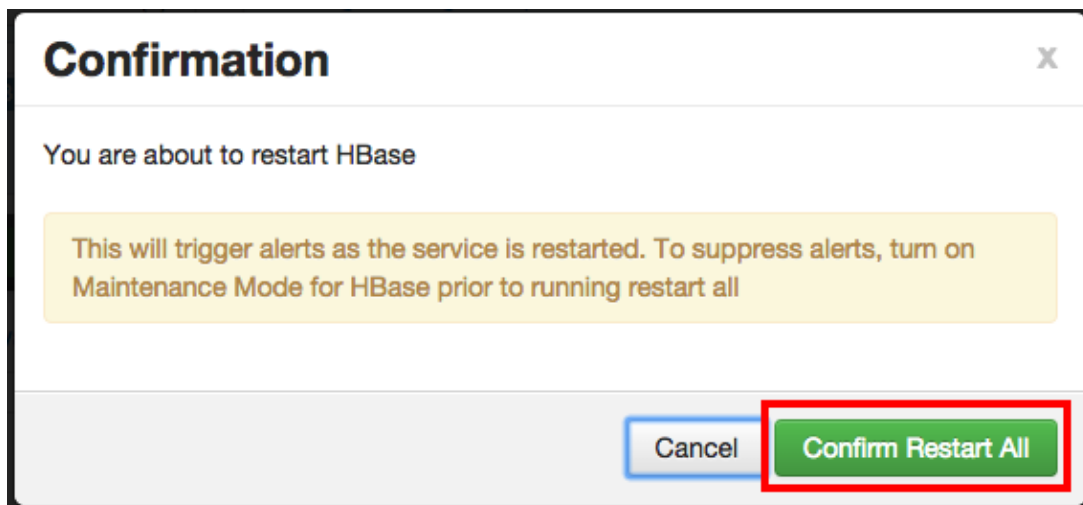 Confirmation
x
You are about to restart HBase
This will trigger alerts as the service is restarted. To suppress alerts, turn on
Maintenance Mode for HBase prior to running restart all
Cancel
Confirm Restart All